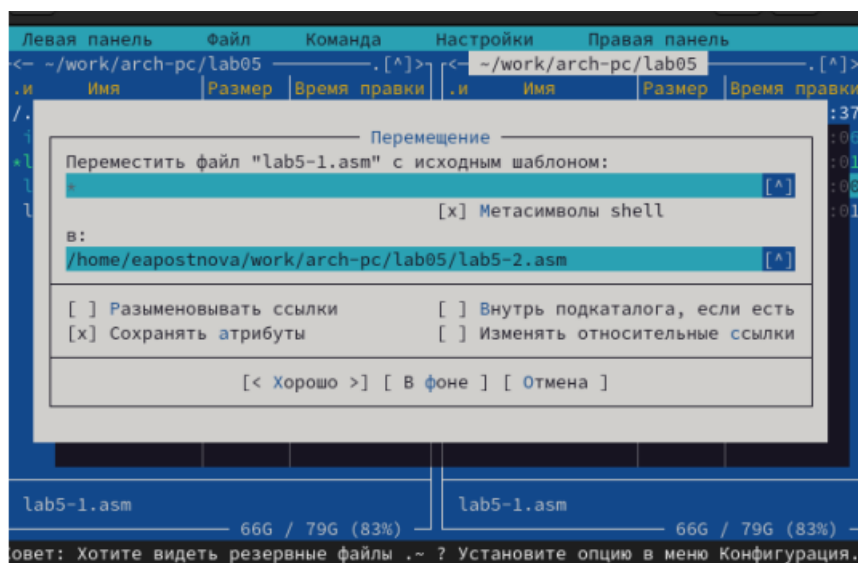 Левая панель Файл Команда Настройки Правая панель
<— ~/work/arch-pc/lab05 .[^]> <— ~/work/arch-pc/lab05 .[^]>
.и Имя Размер Время правки .и Имя Размер Время правки
/. :37
Перемещение
Переместить файл "lab5-1.asm" с исходным шаблоном:
* [^]
[x] Метасимволы shell
в:
/home/eapostnova/work/arch-pc/lab05/lab5-2.asm [^]
[ ] Разыменовывать ссылки [ ] Внутрь подкаталога, если есть
[x] Сохранять атрибуты [ ] Изменять относительные ссылки
[< Хорошо >] [ В фоне ] [ Отмена ]
lab5-1.asm lab5-1.asm
66G / 79G (83%) 66G / 79G (83%)
Совет: Хотите видеть резервные файлы .~ ? Установите опцию в меню Конфигурация.